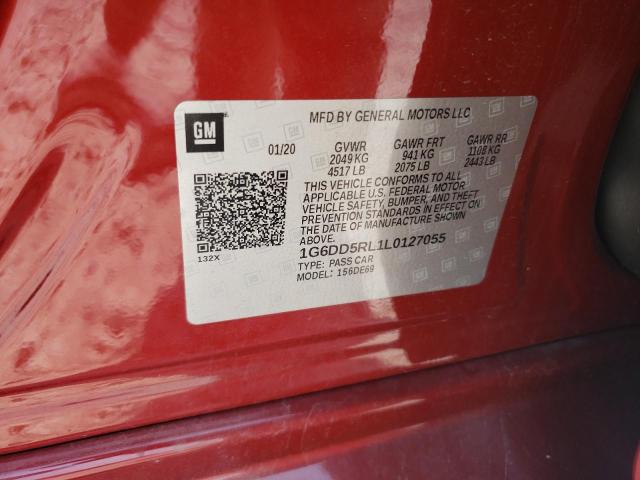 GM
MFD BY GENERAL MOTORS LLC
01/20 GVWR GAWR FRT GAWR RR
2049 KG 941 KG 1108 KG
4517 LB 2075 LB 2443 LB
THIS VEHICLE CONFORMS TO ALL
APPLICABLE U.S. FEDERAL MOTOR
VEHICLE SAFETY, BUMPER, AND THEFT
PREVENTION STANDARDS IN EFFECT ON
THE DATE OF MANUFACTURE SHOWN
ABOVE.
1G6DD5RL1L0127055
TYPE: PASS CAR
MODEL: 156DE69
132X